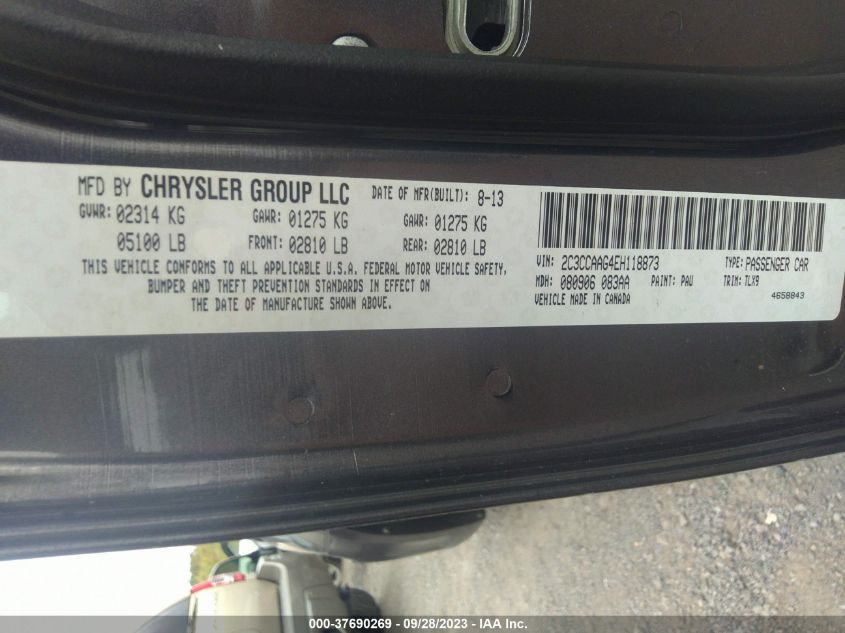 MFD BY CHRYSLER GROUP LLC DATE OF MFR(BUILT): 8-13
GVWR: 02314 KG GAWR: 01275 KG GAWR: 01275 KG
05100 LB FRONT: 02810 LB REAR: 02810 LB
THIS VEHICLE CONFORMS TO ALL APPLICABLE U.S.A. FEDERAL MOTOR VEHICLE SAFETY,
BUMPER AND THEFT PREVENTION STANDARDS IN EFFECT ON
THE DATE OF MANUFACTURE SHOWN ABOVE.
VIN: 2C3CCAAG4EH118873 TYPE: PASSENGER CAR
MDH: 080906 083AA PAINT: PAU TRIM: TLX9
VEHICLE MADE IN CANADA 4658843
000-37690269 - 09/28/2023 - IAA Inc.